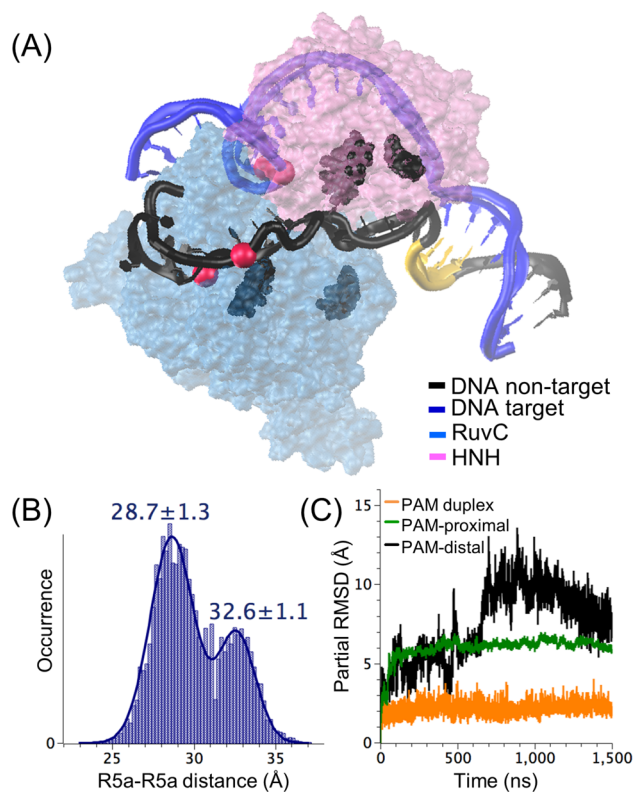 (A)
DNA non-target
DNA target
RuvC
HNH
(B)
28.7±1.3
32.6±1.1
Occurrence
0
25 30 35
R5a-R5a distance (Å)
(C)
PAM duplex
PAM-proximal
PAM-distal
Partial RMSD (Å)
15
10
5
0
0 500 1,000 1,500
Time (ns)